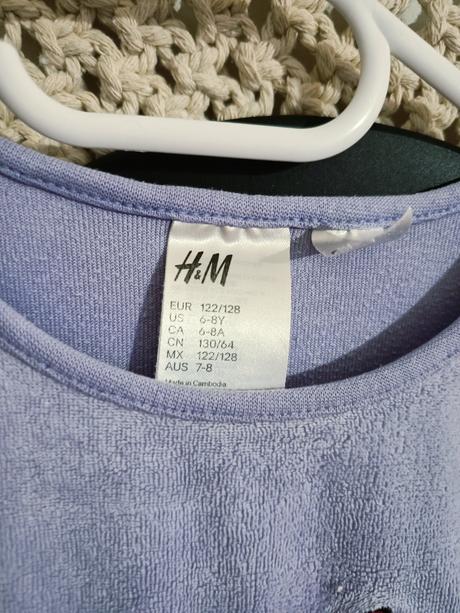 H&M
EUR 122/128
US 6-8Y
CA 6-8A
CN 130/64
MX 122/128
AUS 7-8
Made in Cambodia